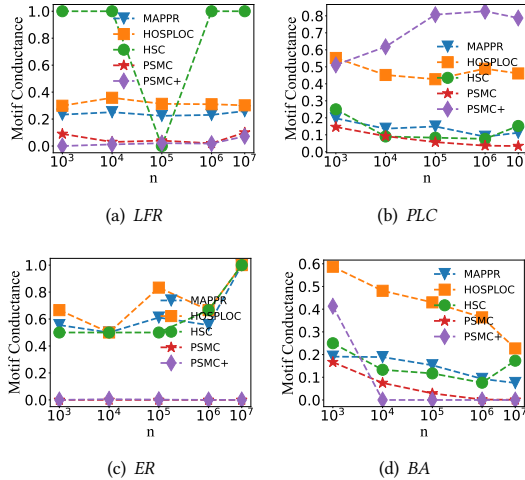 1.0
0.8
0.6
0.4
0.2
0.0
Motif Conductance
MAPPR
HOSPLOC
HSC
PSMC
PSMC+
10³ 10⁴ 10⁵ 10⁶ 10⁷
n
(a) LFR
0.8
0.7
0.6
0.5
0.4
0.3
0.2
0.1
0.0
Motif Conductance
MAPPR
HOSPLOC
HSC
PSMC
PSMC+
10³ 10⁴ 10⁵ 10⁶
n
(b) PLC
1.0
0.8
0.6
0.4
0.2
0.0
Motif Conductance
MAPPR
HOSPLOC
HSC
PSMC
PSMC+
10³ 10⁴ 10⁵ 10⁶ 10⁷
n
(c) ER
0.6
0.5
0.4
0.3
0.2
0.1
0.0
Motif Conductance
MAPPR
HOSPLOC
HSC
PSMC
PSMC+
10³ 10⁴ 10⁵ 10⁶ 10⁷
n
(d) BA